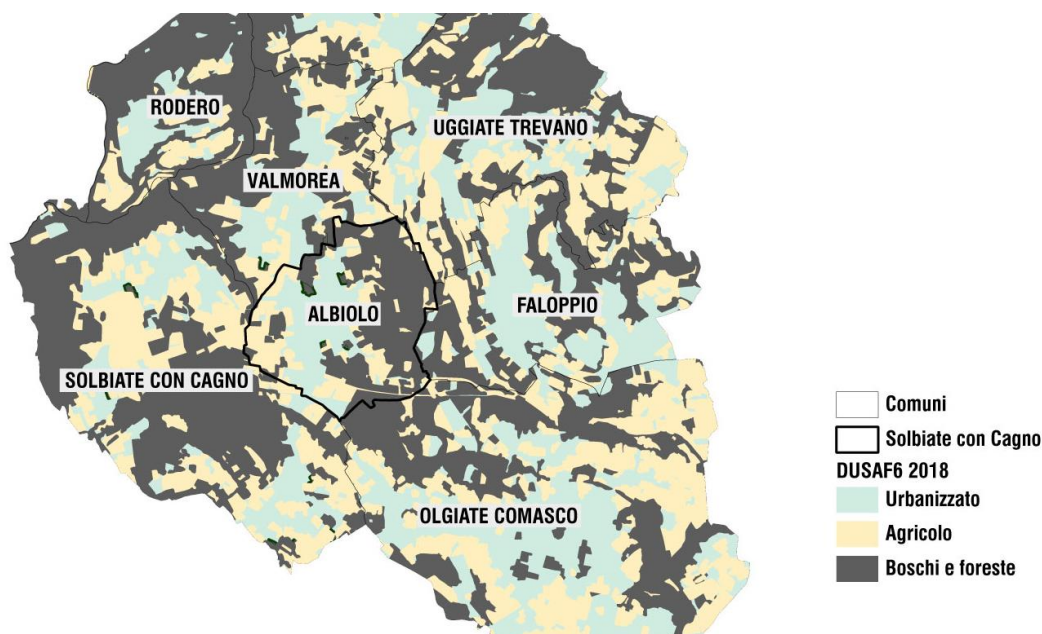 RODERO
UGGIATE TREVANO
VALMOREA
ALBIOLO
FALOPPIO
SOLBIATE CON CAGNO
OLGIATE COMASCO
Comuni
Solbiate con Cagno
DUSAF6 2018
Urbanizzato
Agricolo
Boschi e foreste